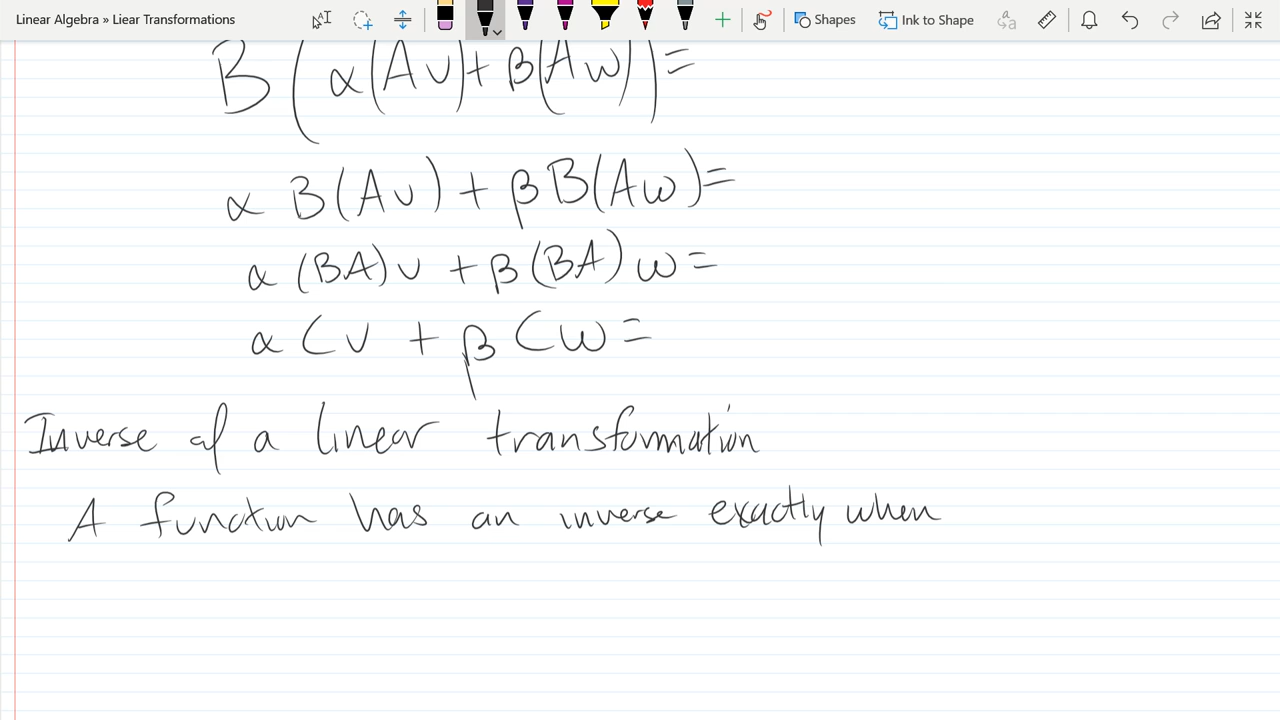 Linear Algebra » Liear Transformations
Shapes Ink to Shape
B(α(Av)+β(Aw))=
α B(Av) + βB(Aw)=
α (BA)v + β(BA)w=
α Cv + β Cw=
Inverse of a linear transformation
A function has an inverse exactly when